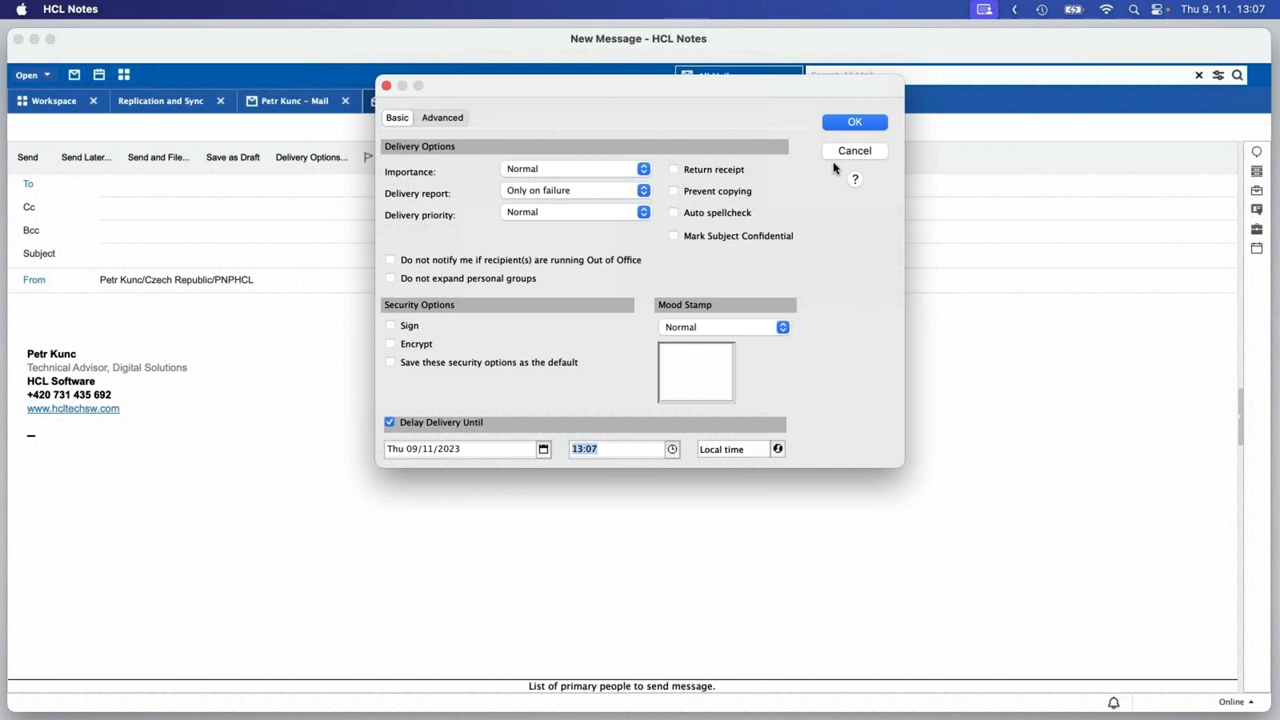 HCL Notes
Thu 9. 11. 13:07
New Message - HCL Notes
Open
Workspace
Replication and Sync
Petr Kunc – Mail
Send
Send Later...
Send and File...
Save as Draft
Delivery Options...
To
Cc
Bcc
Subject
From
Petr Kunc/Czech Republic/PNPHCL
Petr Kunc
Technical Advisor, Digital Solutions
HCL Software
+420 731 435 692
www.hcltechsw.com
Basic
Advanced
OK
Cancel
?
Delivery Options
Importance:
Normal
Return receipt
Delivery report:
Only on failure
Prevent copying
Delivery priority:
Normal
Auto spellcheck
Mark Subject Confidential
Do not notify me if recipient(s) are running Out of Office
Do not expand personal groups
Security Options
Mood Stamp
Sign
Normal
Encrypt
Save these security options as the default
Delay Delivery Until
Thu 09/11/2023
13:07
Local time
List of primary people to send message.
Online